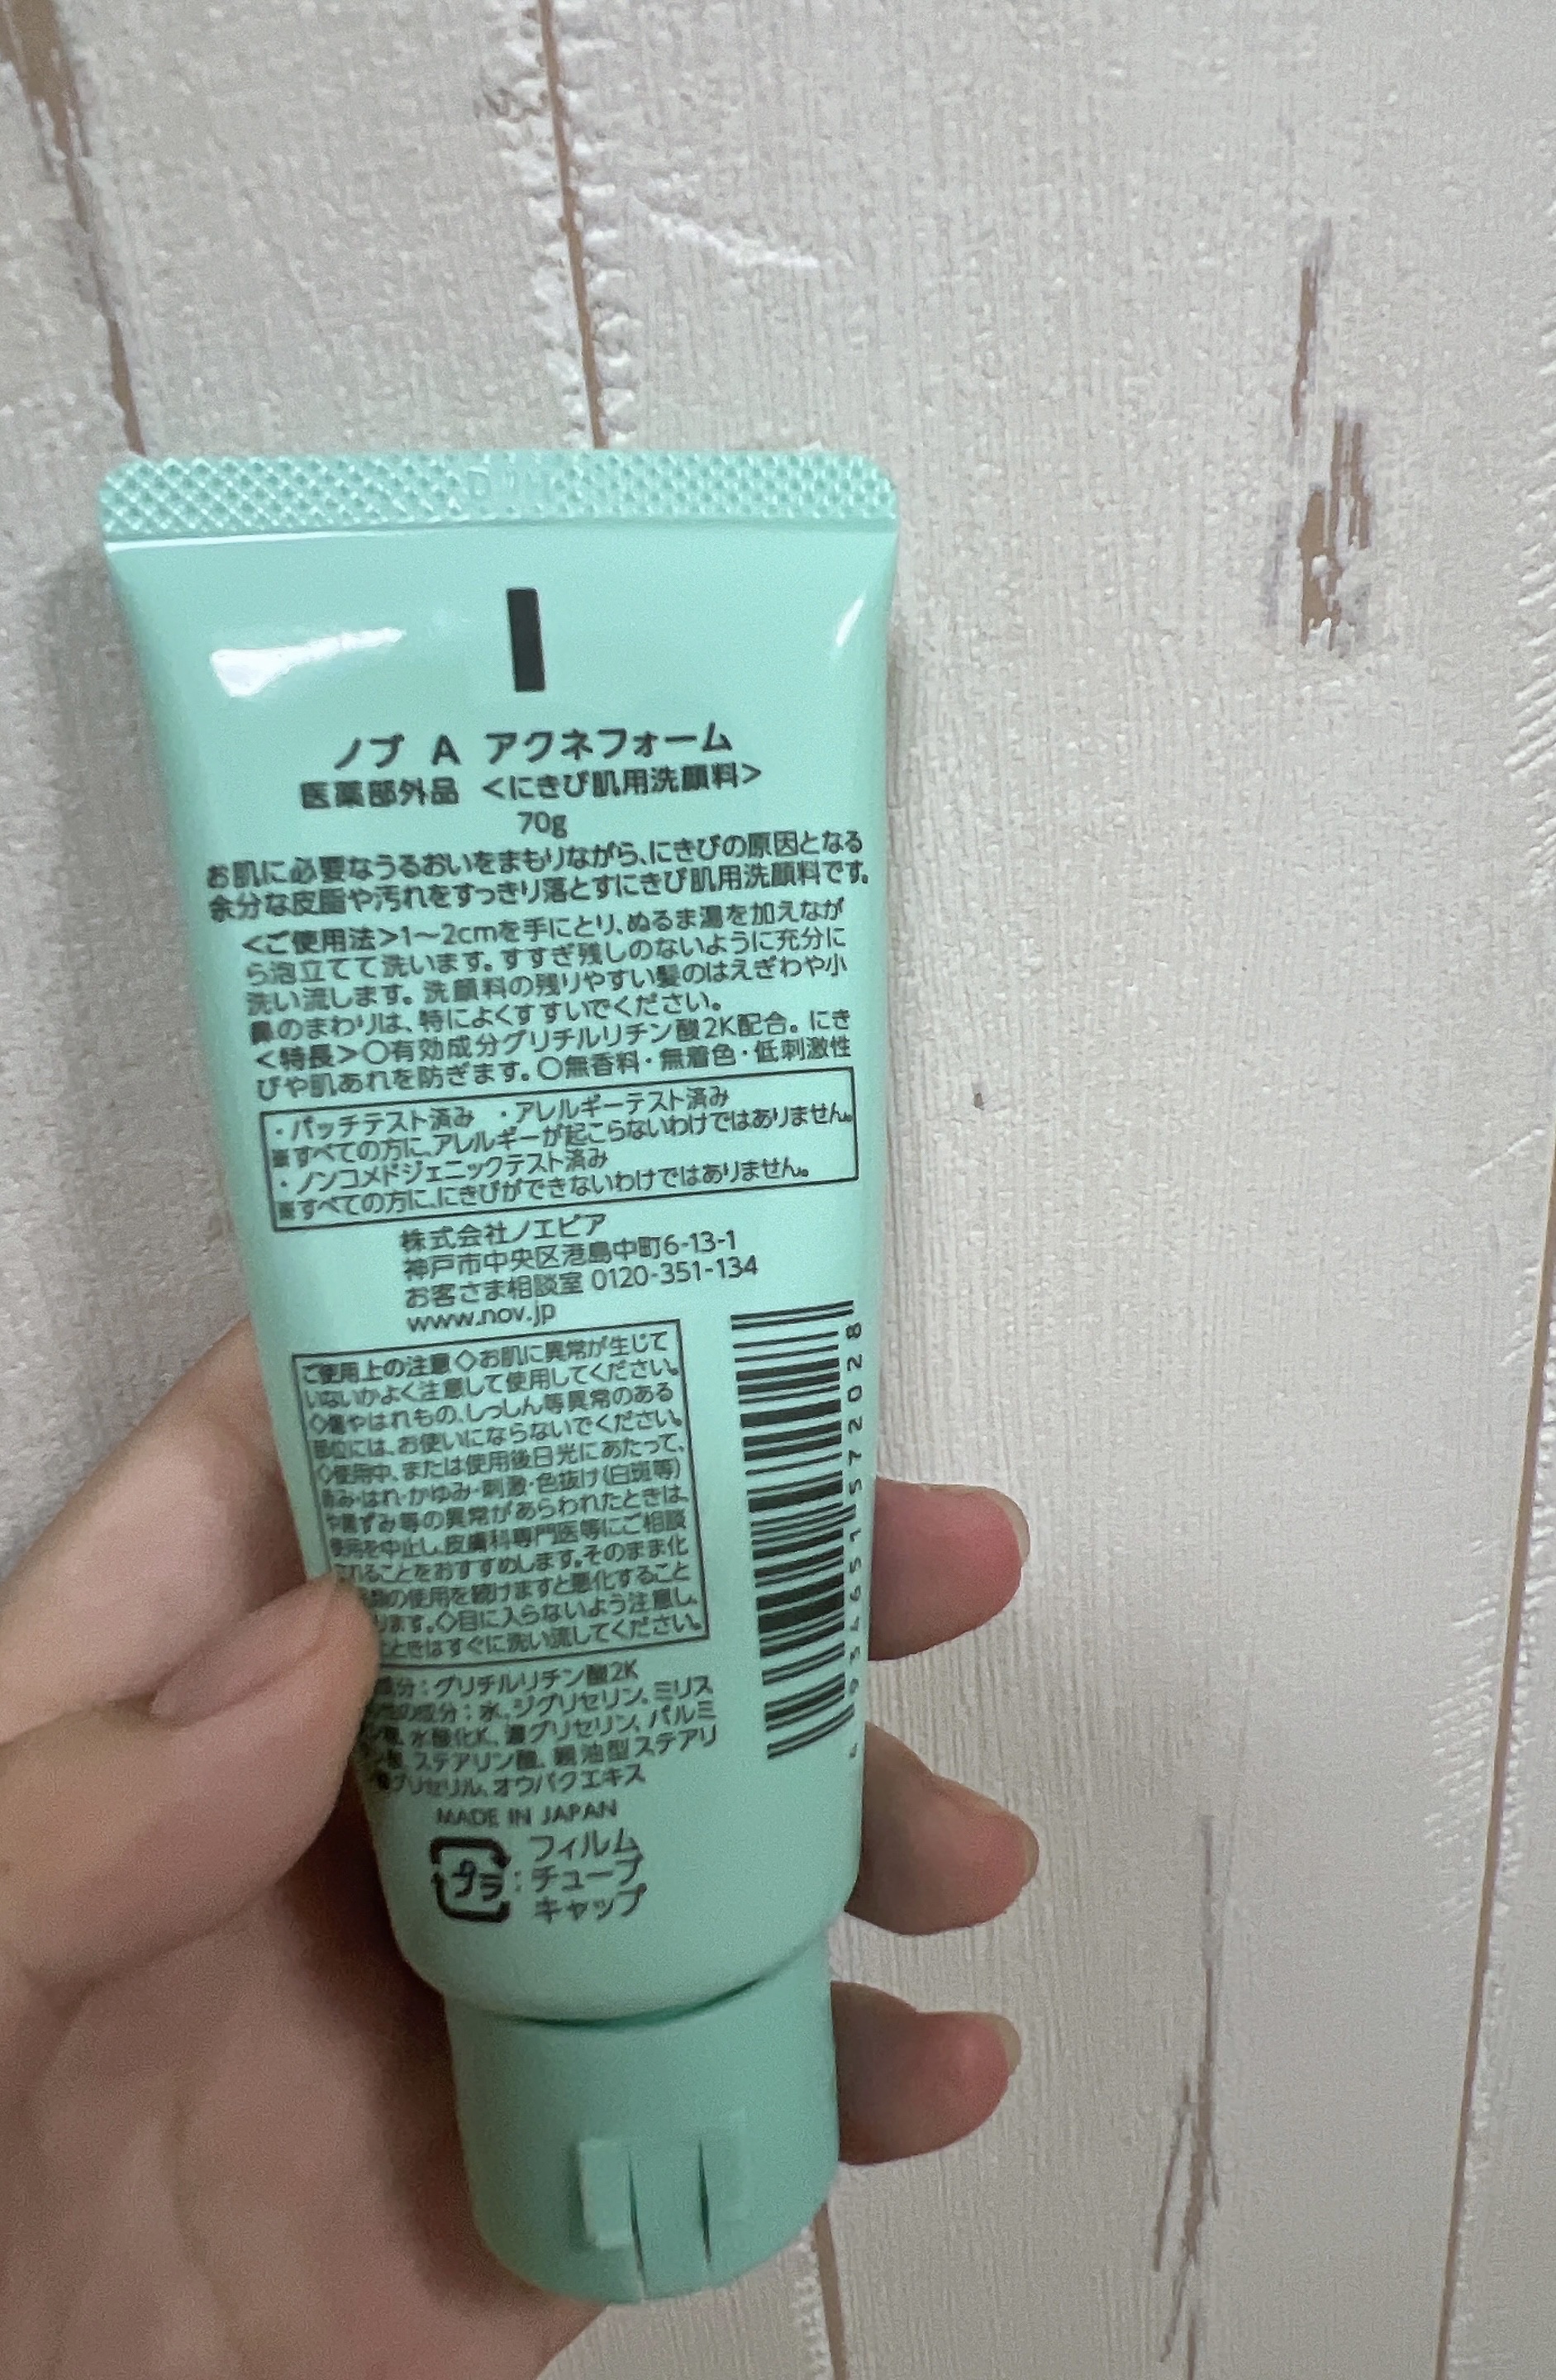 ノブ A アクネフォーム
医薬部外品 <にきび肌用洗顔料>
70g
お肌に必要なうるおいをまもりながら、にきびの原因となる
余分な皮脂や汚れをすっきり落とすにきび肌用洗顔料です。
<ご使用法>1〜2cmを手にとり、ぬるま湯を加えなが
ら泡立てて洗います。すすぎ残しのないように充分に
洗い流します。洗顔料の残りやすい髪のはえぎわや小
鼻のまわりは、特によくすすいでください。
<特長>○有効成分グリチルリチン酸2K配合。にき
びや肌あれを防ぎます。○無香料・無着色・低刺激性
・パッチテスト済み ・アレルギーテスト済み
※すべての方に、アレルギーが起こらないわけではありません。
・ノンコメドジェニックテスト済み
※すべての方に、にきびができないわけではありません。
株式会社ノエビア
神戸市中央区港島中町6-13-1
お客さま相談室 0120-351-134
www.nov.jp
ご使用上の注意◇お肌に異常が生じて
いないかよく注意して使用してください。
◇傷やはれもの、しっしん等異常のある
部位には、お使いにならないでください。
◇使用中、または使用後日光にあたって、
赤み・はれ・かゆみ・刺激・色抜け(白斑等)
や黒ずみ等の異常があらわれたときは、
使用を中止し、皮膚科専門医等にご相談
されることをおすすめします。そのまま化
の使用を続けますと悪化すること
ります。◇目に入らないよう注意し、
ときはすぐに洗い流してください。
成分：グリチルリチン酸2K
の成分：水、ジグリセリン、ミリス
酸、水酸化K、濃グリセリン、パルミ
酸、ステアリン酸、親油型ステアリ
グリセリル、オウバクエキス
MADE IN JAPAN
プラ : フィルム
チューブ
キャップ
4 934651 572028